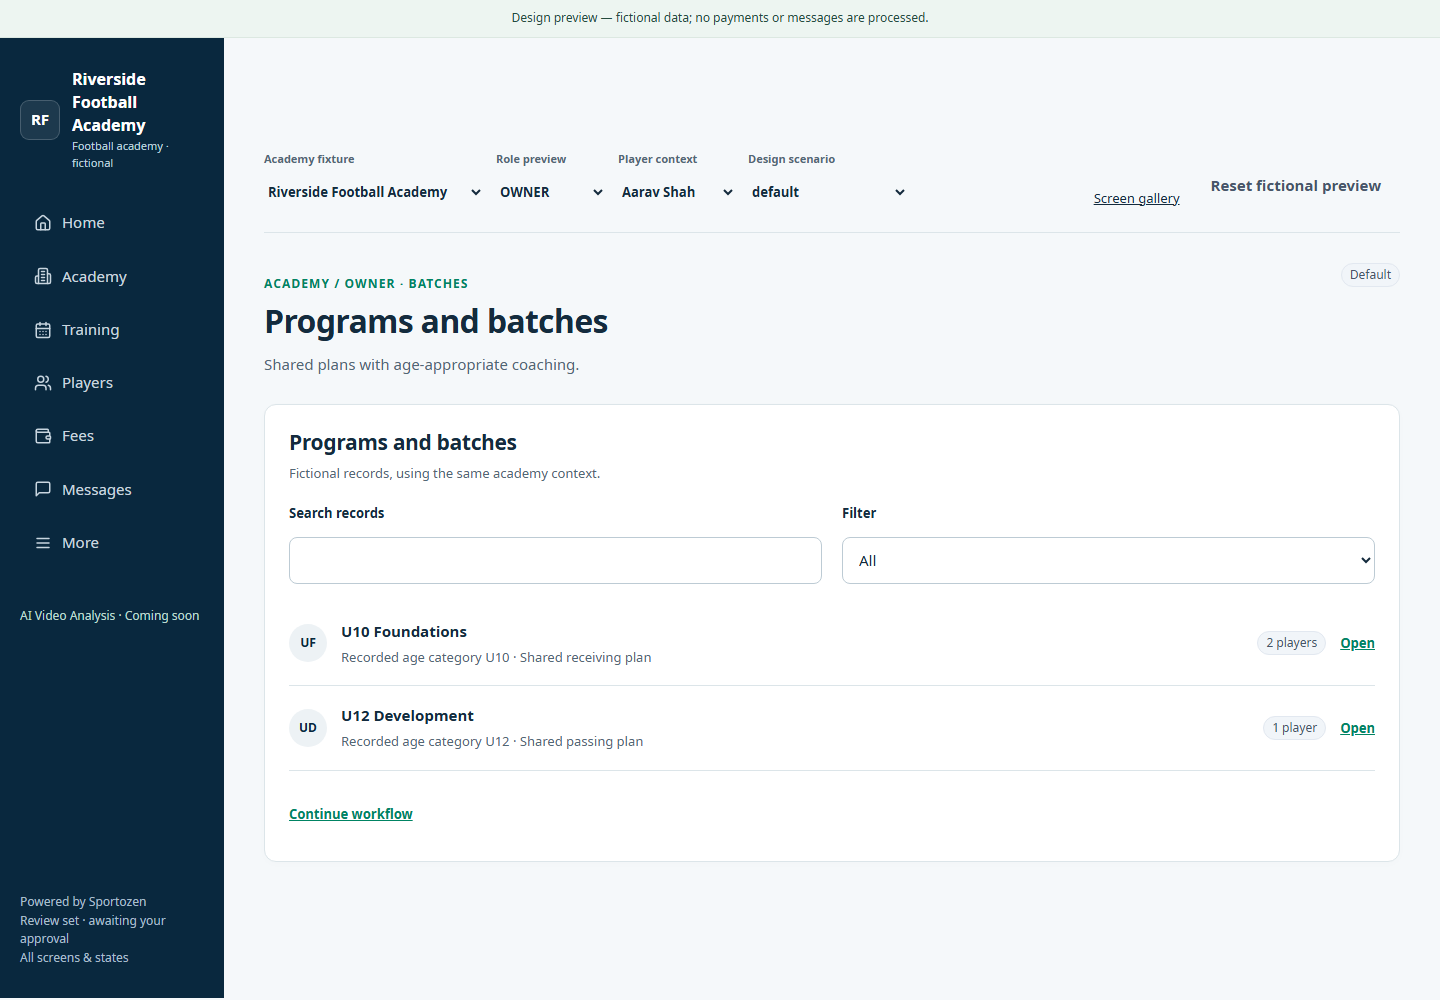 Design preview — fictional data; no payments or messages are processed.
RF
Riverside
Football
Academy
Football academy ·
fictional
Home
Academy
Training
Players
Fees
Messages
More
AI Video Analysis · Coming soon
Powered by Sportozen
Review set · awaiting your
approval
All screens & states
Academy fixture
Riverside Football Academy
Role preview
OWNER
Player context
Aarav Shah
Design scenario
default
Screen gallery
Reset fictional preview
ACADEMY / OWNER · BATCHES
Default
Programs and batches
Shared plans with age-appropriate coaching.
Programs and batches
Fictional records, using the same academy context.
Search records
Filter
All
UF
U10 Foundations
Recorded age category U10 · Shared receiving plan
2 players
Open
UD
U12 Development
Recorded age category U12 · Shared passing plan
1 player
Open
Continue workflow